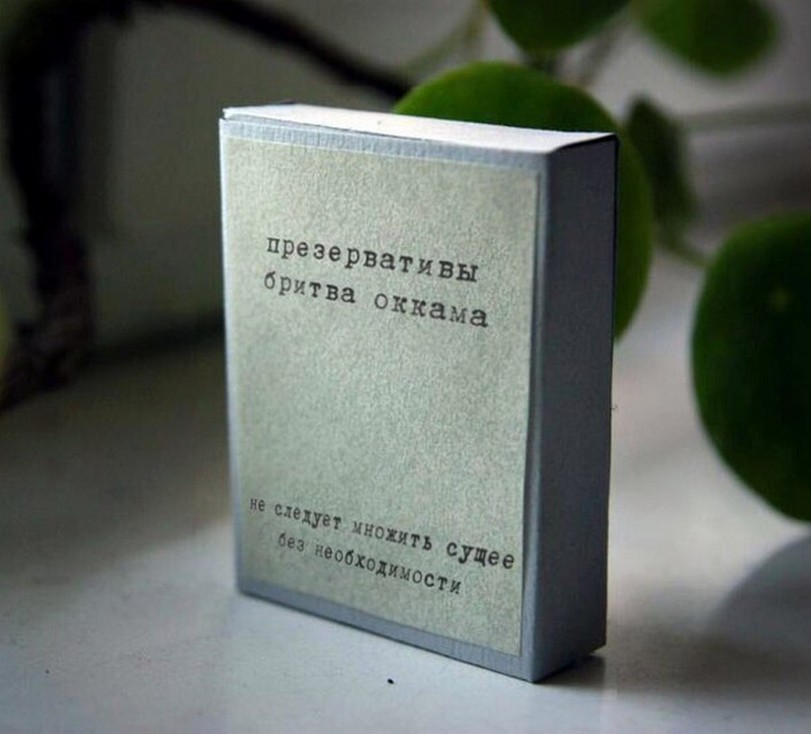 презервативы
бритва оккама
не следует множить сущее
без необходимости